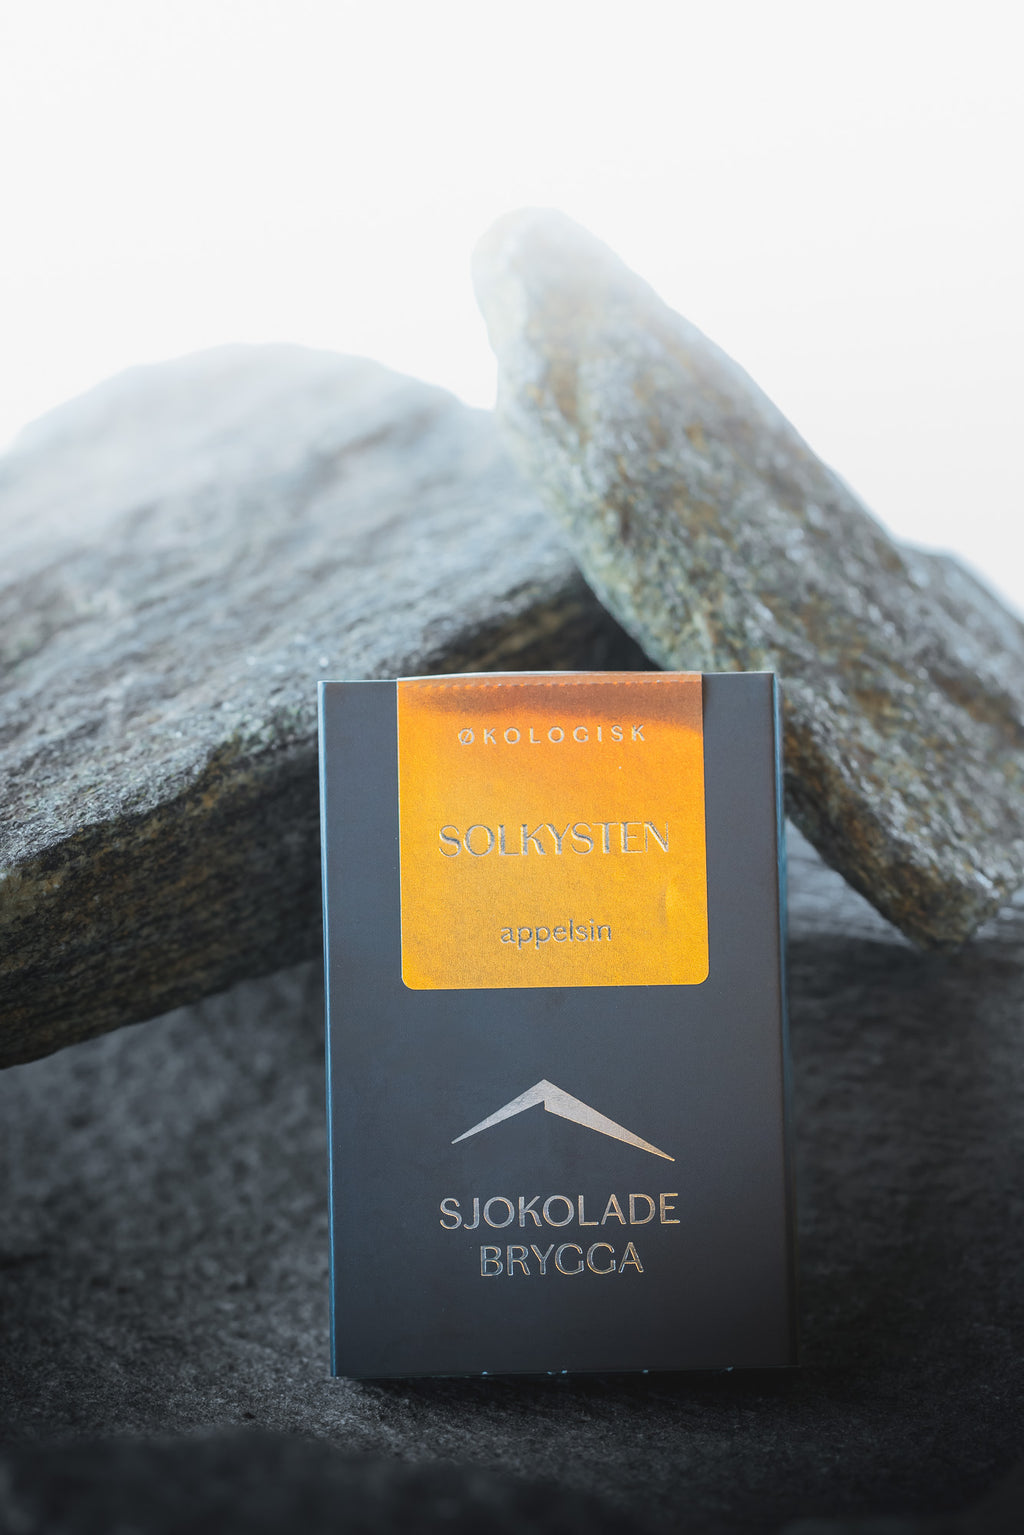 ØKOLOGISK
SOLKYSTEN
appelsin
SJOKOLADE
BRYGGA